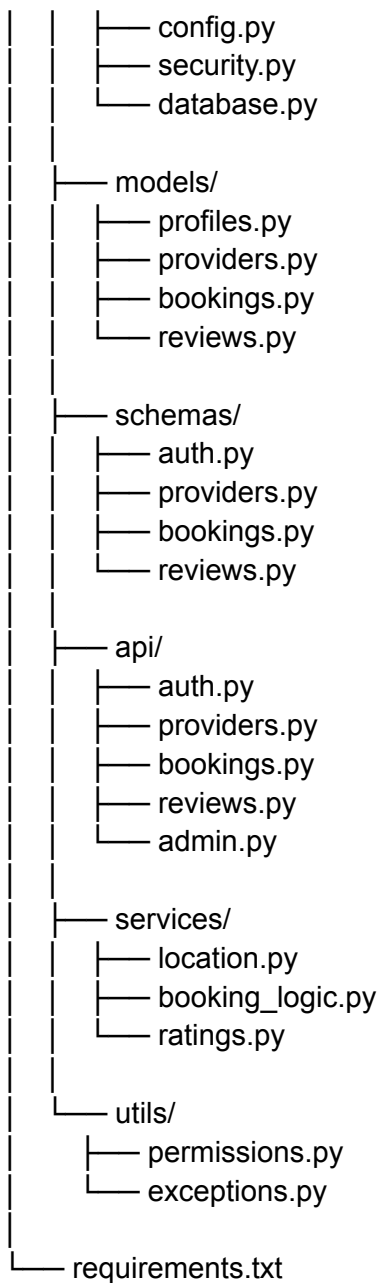 │   │   ├── config.py
│   │   ├── security.py
│   │   └── database.py
│   │
│   ├── models/
│   │   ├── profiles.py
│   │   ├── providers.py
│   │   ├── bookings.py
│   │   └── reviews.py
│   │
│   ├── schemas/
│   │   ├── auth.py
│   │   ├── providers.py
│   │   ├── bookings.py
│   │   └── reviews.py
│   │
│   ├── api/
│   │   ├── auth.py
│   │   ├── providers.py
│   │   ├── bookings.py
│   │   ├── reviews.py
│   │   └── admin.py
│   │
│   ├── services/
│   │   ├── location.py
│   │   ├── booking_logic.py
│   │   └── ratings.py
│   │
│   └── utils/
│       ├── permissions.py
│       └── exceptions.py
│
└── requirements.txt